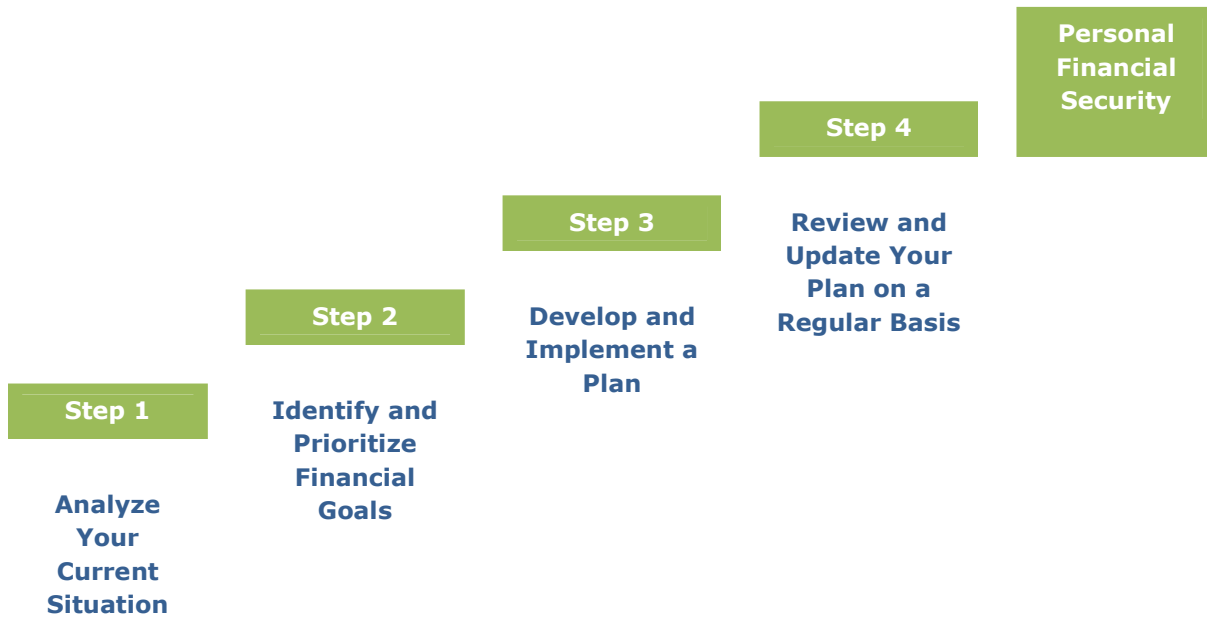 Step 1
Analyze
Your
Current
Situation
Step 2
Identify and
Prioritize
Financial
Goals
Step 3
Develop and
Implement a
Plan
Step 4
Review and
Update Your
Plan on a
Regular Basis
Personal
Financial
Security